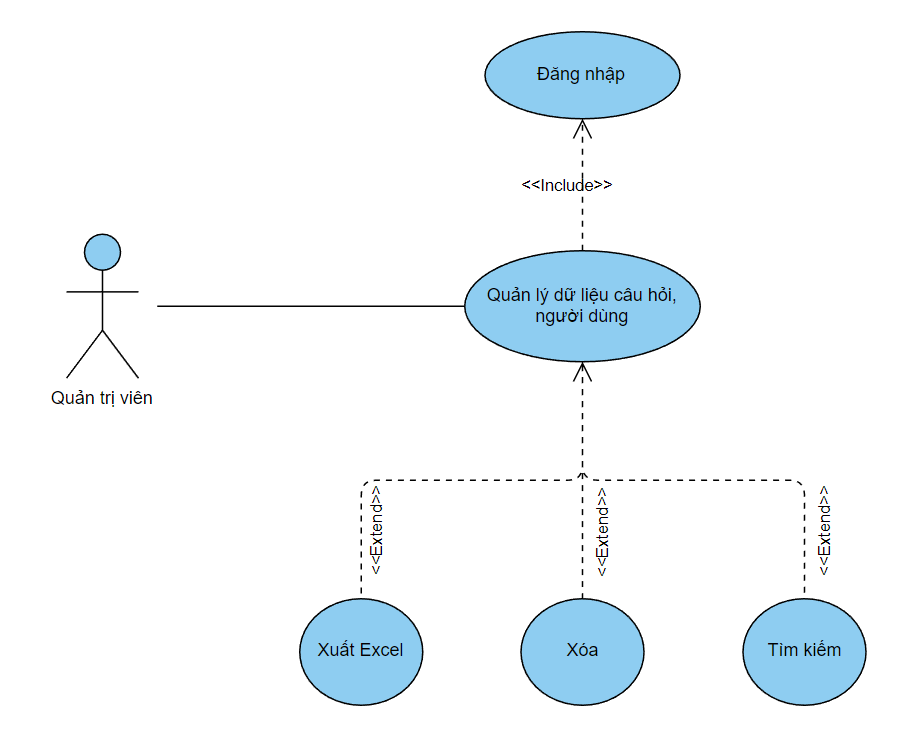 Đăng nhập
<<Include>>
Quản lý dữ liệu câu hỏi,
người dùng
Quản trị viên
<<Extend>>
<<Extend>>
<<Extend>>
Xuất Excel
Xóa
Tìm kiếm